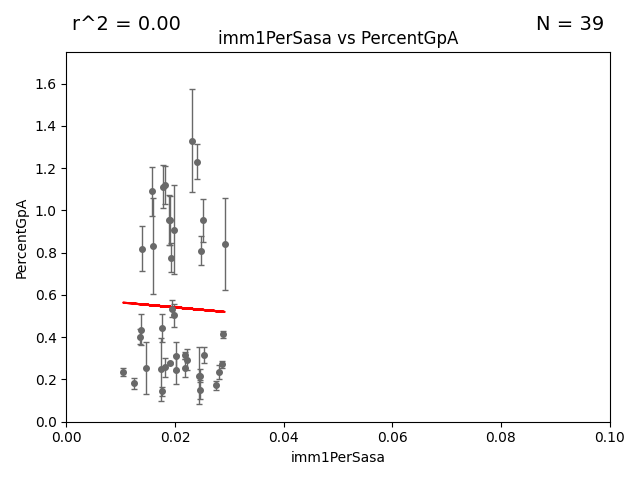 r^2 = 0.00
N = 39
imm1PerSasa vs PercentGpA
1.6
1.4
1.2
1.0
0.8
0.6
0.4
0.2
0.0
PercentGpA
0.00 0.02 0.04 0.06 0.08 0.10
imm1PerSasa